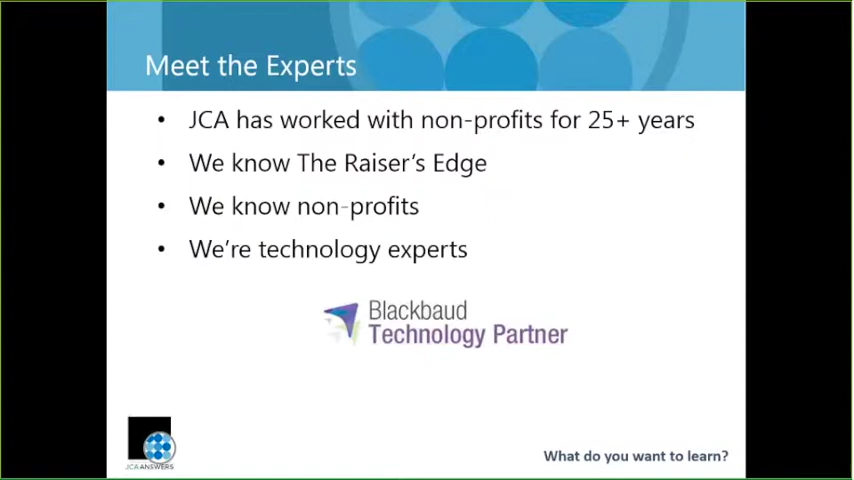 Meet the Experts
• JCA has worked with non-profits for 25+ years
• We know The Raiser's Edge
• We know non-profits
• We're technology experts
Blackbaud
Technology Partner
JCA ANSWERS
What do you want to learn?